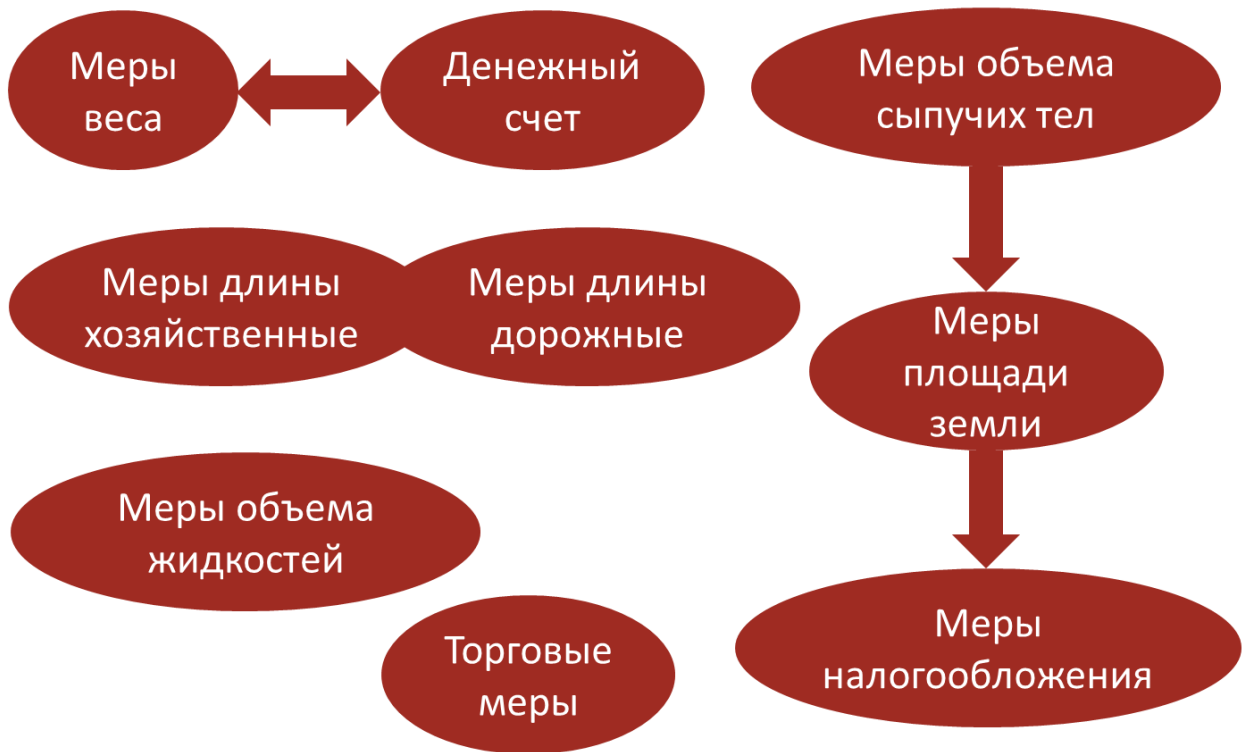 Меры
веса
Денежный
счет
Меры объема
сыпучих тел
Меры длины
хозяйственные
Меры длины
дорожные
Меры
площади
земли
Меры объема
жидкостей
Торговые
меры
Меры
налогообложения